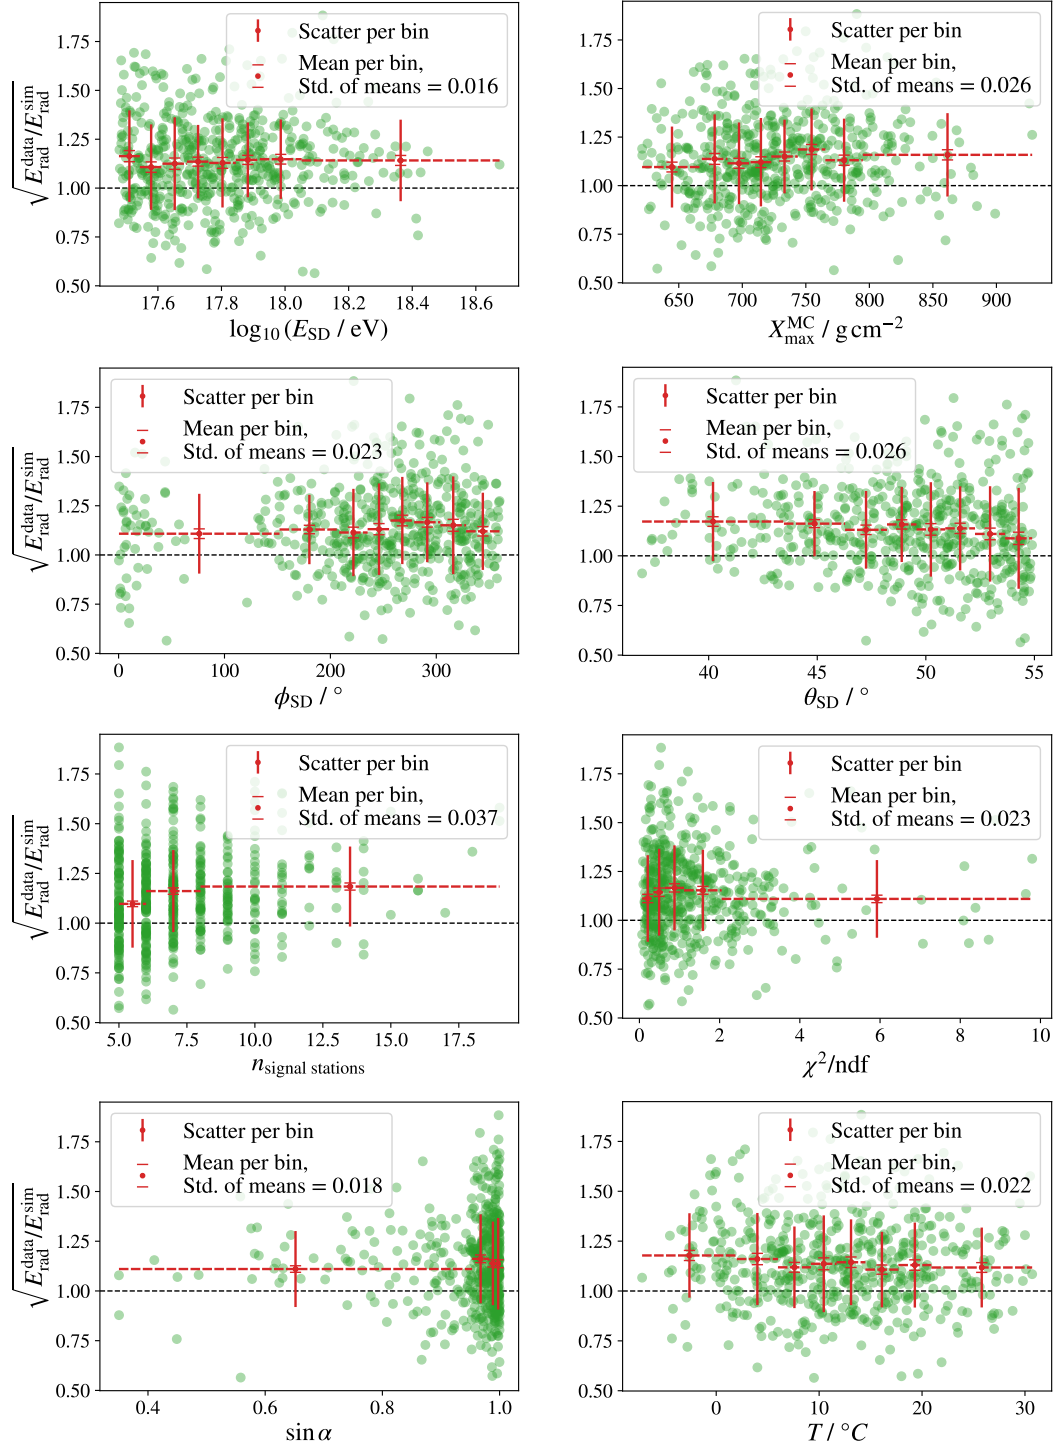 1.75
1.50
1.25
1.00
0.75
0.50
√E_rad^data/E_rad^sim
Scatter per bin
Mean per bin,
Std. of means = 0.016
17.6 17.8 18.0 18.2 18.4 18.6
log₁₀ (E_SD / eV)
1.75
1.50
1.25
1.00
0.75
0.50
Scatter per bin
Mean per bin,
Std. of means = 0.026
650 700 750 800 850 900
X_max^MC / g cm⁻²
1.75
1.50
1.25
1.00
0.75
0.50
√E_rad^data/E_rad^sim
Scatter per bin
Mean per bin,
Std. of means = 0.023
0 100 200 300
ϕ_SD / °
1.75
1.50
1.25
1.00
0.75
0.50
Scatter per bin
Mean per bin,
Std. of means = 0.026
40 45 50 55
θ_SD / °
1.75
1.50
1.25
1.00
0.75
0.50
√E_rad^data/E_rad^sim
Scatter per bin
Mean per bin,
Std. of means = 0.037
5.0 7.5 10.0 12.5 15.0 17.5
n_signal stations
1.75
1.50
1.25
1.00
0.75
0.50
Scatter per bin
Mean per bin,
Std. of means = 0.023
0 2 4 6 8 10
χ²/ndf
1.75
1.50
1.25
1.00
0.75
0.50
√E_rad^data/E_rad^sim
Scatter per bin
Mean per bin,
Std. of means = 0.018
0.4 0.6 0.8 1.0
sin α
1.75
1.50
1.25
1.00
0.75
0.50
Scatter per bin
Mean per bin,
Std. of means = 0.022
0 10 20 30
T / °C